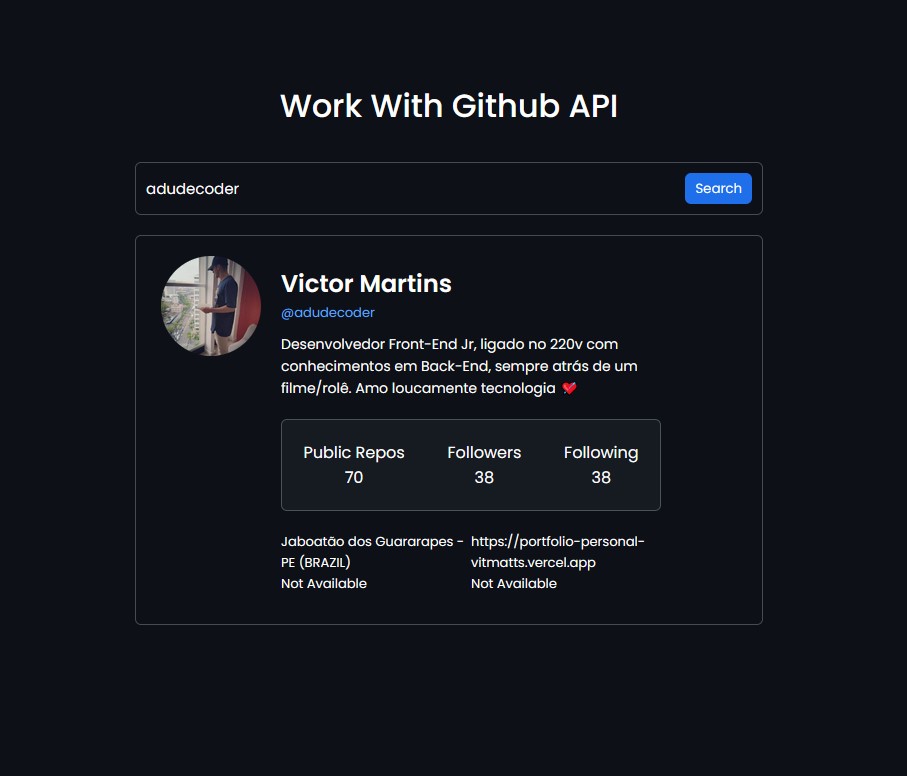 Work With Github API
adudecoder
Search
Victor Martins
@adudecoder
Desenvolvedor Front-End Jr, ligado no 220v com
conhecimentos em Back-End, sempre atrás de um
filme/rolê. Amo loucamente tecnologia 💘
Public Repos
70
Followers
38
Following
38
Jaboatão dos Guararapes -
PE (BRAZIL)
Not Available
https://portfolio-personal-
vitmatts.vercel.app
Not Available